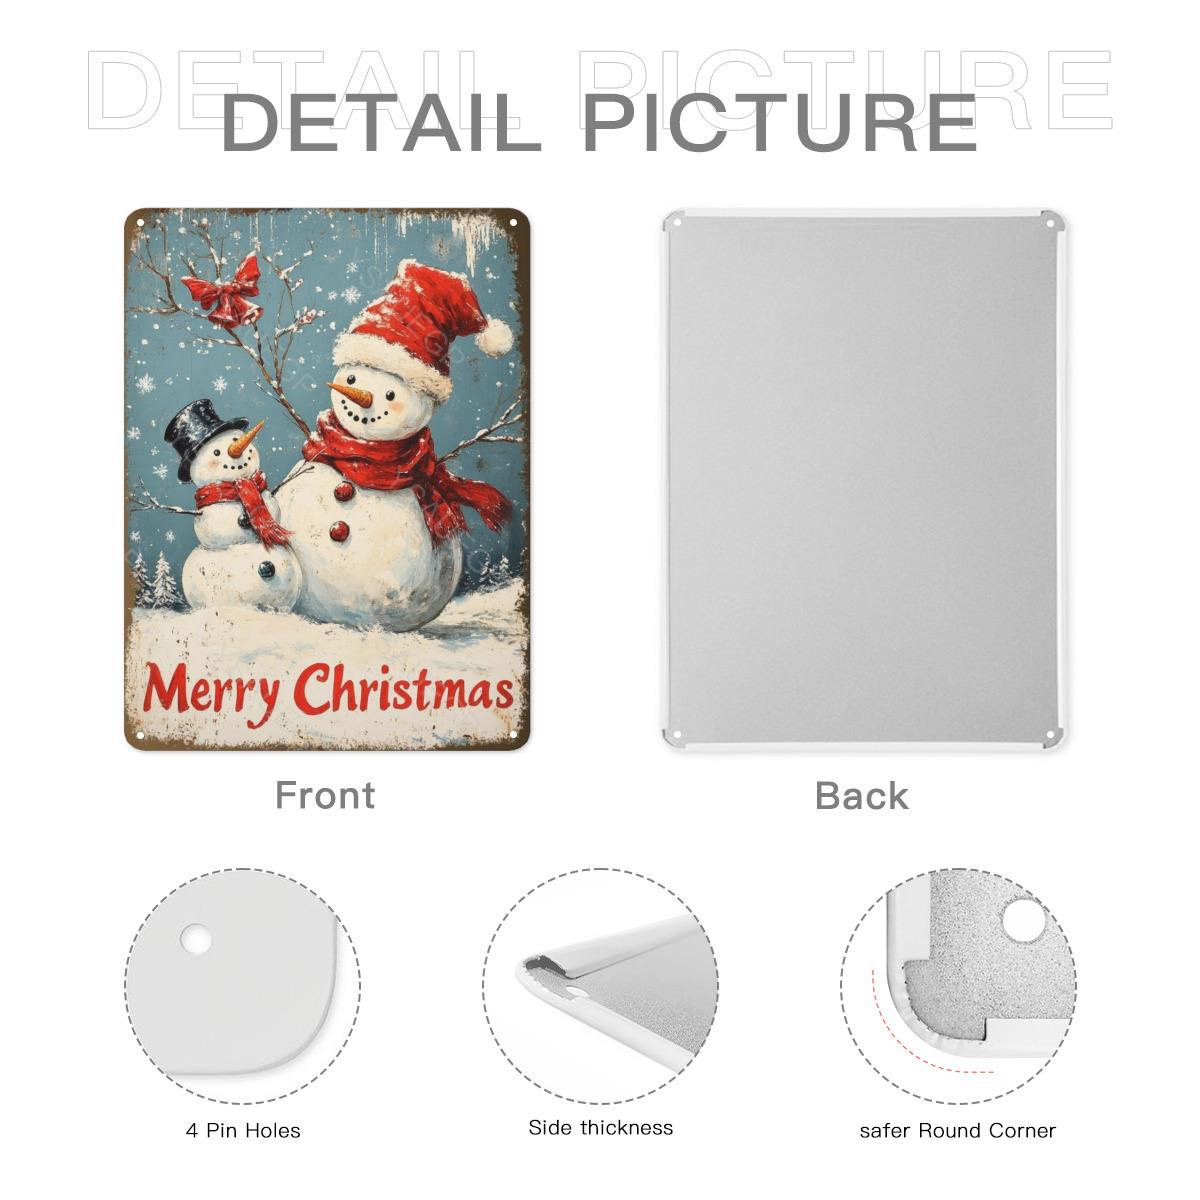 DETAIL PICTURE
DETAIL PICTURE
Merry Christmas
Front
Back
4 Pin Holes
Side thickness
safer Round Corner